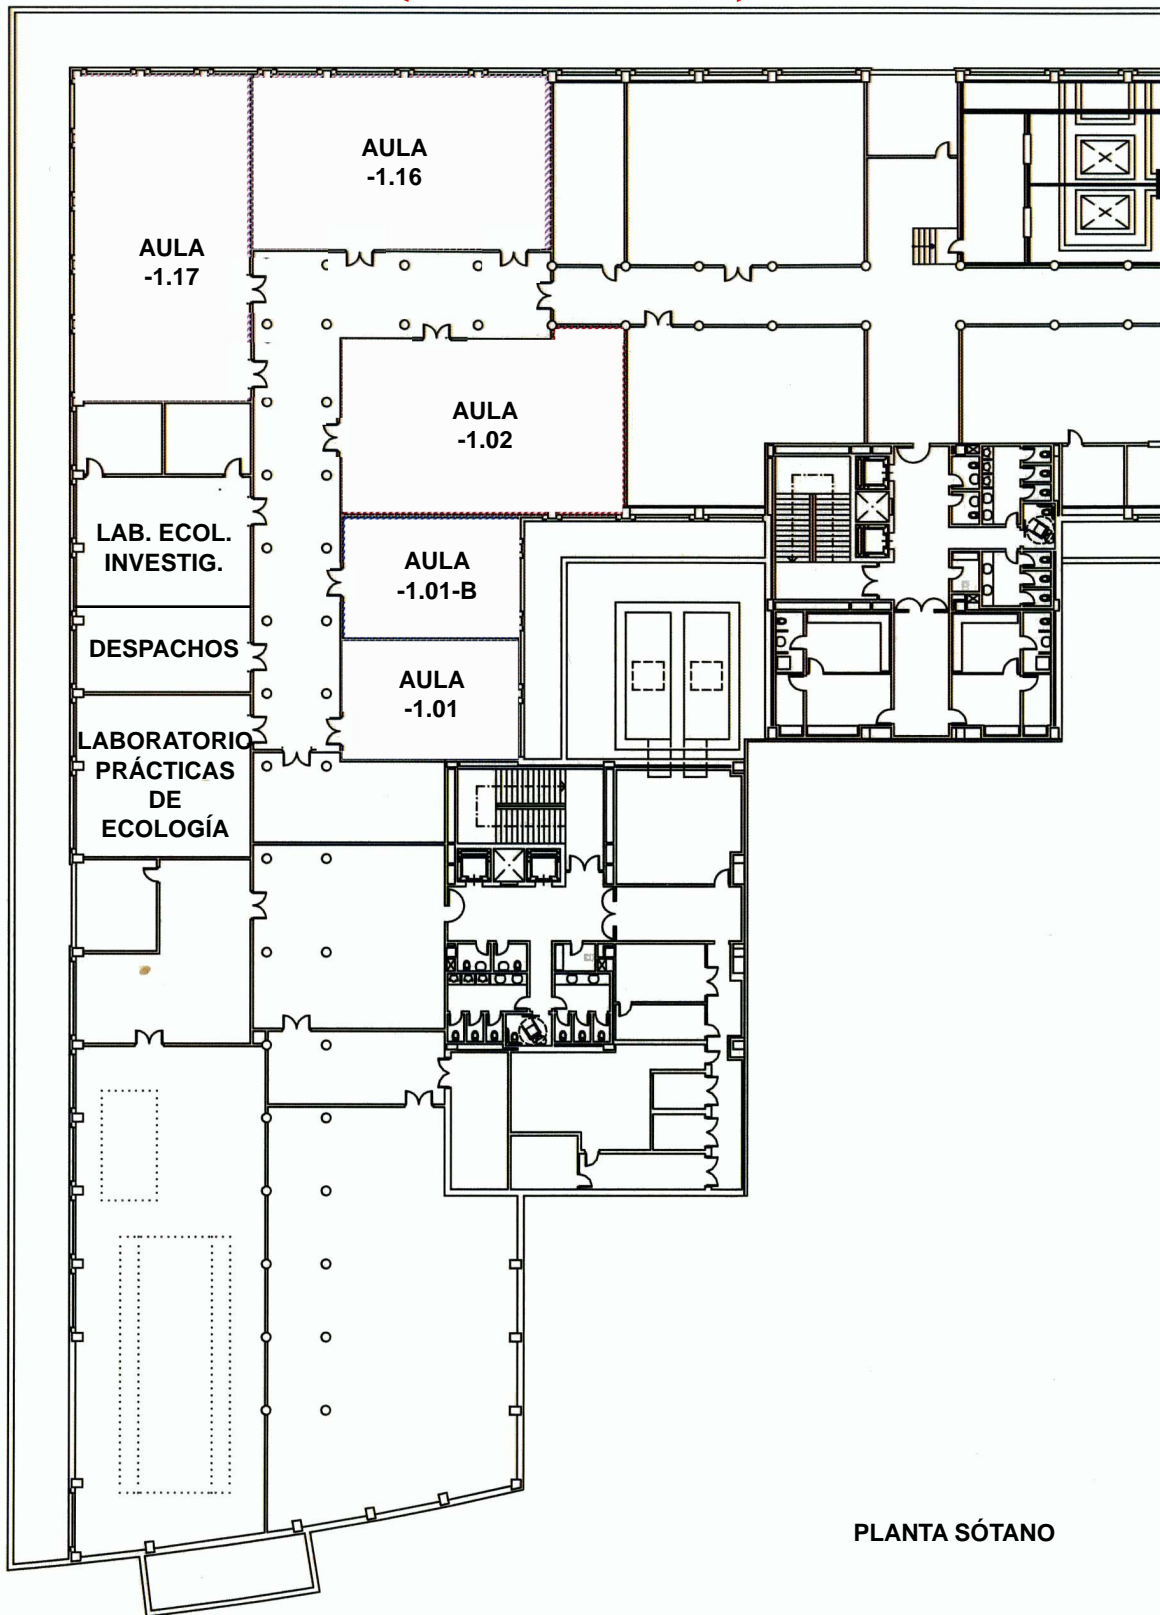 AULA
-1.16
AULA
-1.17
AULA
-1.02
LAB. ECOL.
INVESTIG.
AULA
-1.01-B
DESPACHOS
AULA
-1.01
LABORATORIO
PRÁCTICAS
DE
ECOLOGÍA
PLANTA SÓTANO